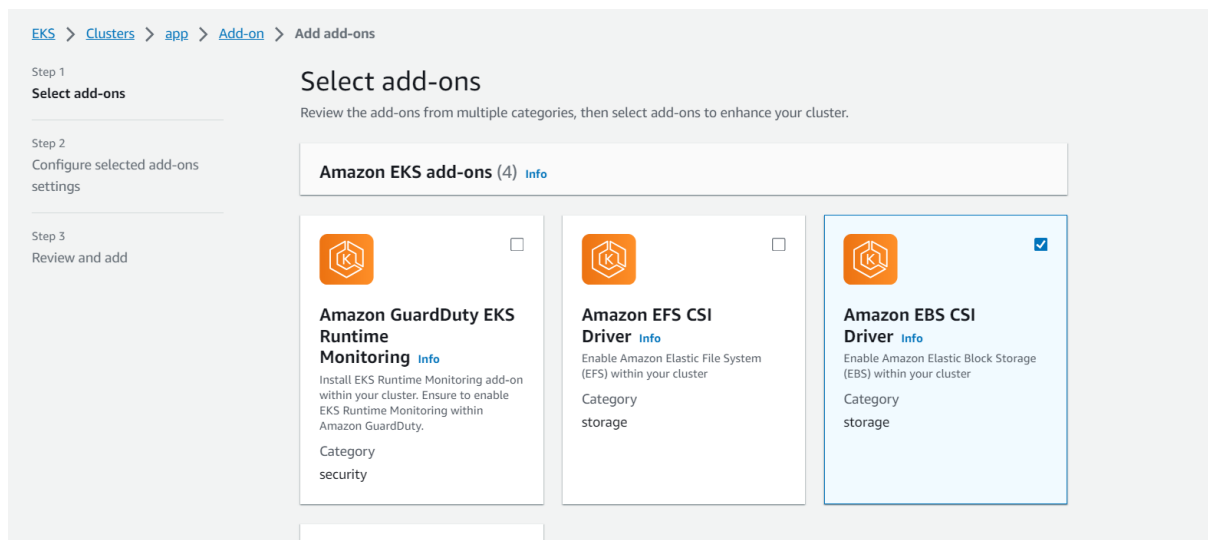 EKS > Clusters > app > Add-on > Add add-ons
Step 1
Select add-ons
Step 2
Configure selected add-ons
settings
Step 3
Review and add
Select add-ons
Review the add-ons from multiple categories, then select add-ons to enhance your cluster.
Amazon EKS add-ons (4) Info
Amazon GuardDuty EKS
Runtime
Monitoring Info
Install EKS Runtime Monitoring add-on
within your cluster. Ensure to enable
EKS Runtime Monitoring within
Amazon GuardDuty.
Category
security
Amazon EFS CSI
Driver Info
Enable Amazon Elastic File System
(EFS) within your cluster
Category
storage
Amazon EBS CSI
Driver Info
Enable Amazon Elastic Block Storage
(EBS) within your cluster
Category
storage